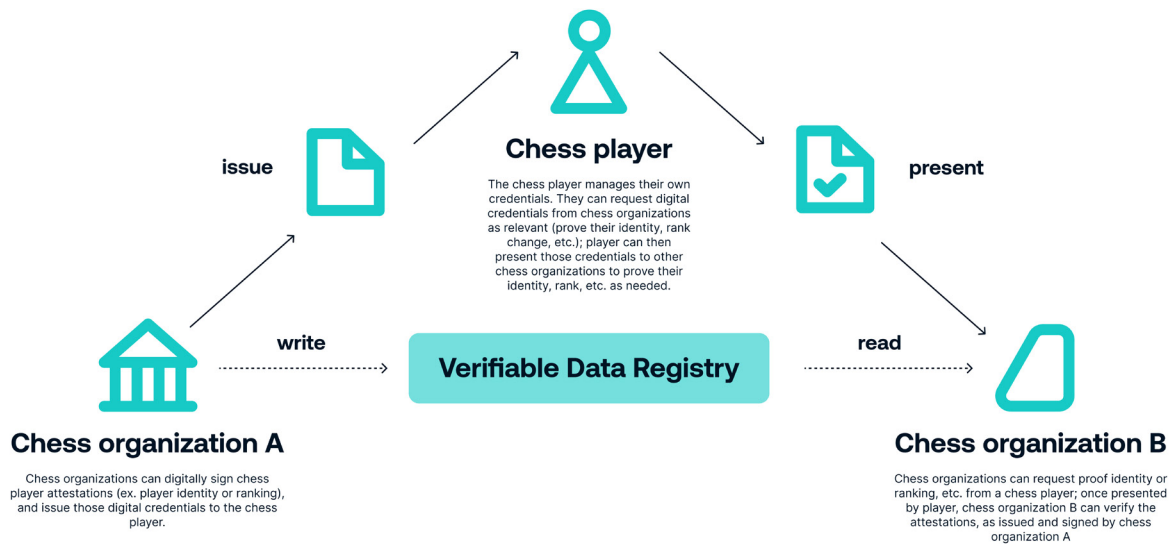 issue
Chess player
present
The chess player manages their own
credentials. They can request digital
credentials from chess organizations
as relevant (prove their identity, rank
change, etc.); player can then
present those credentials to other
chess organizations to prove their
identity, rank, etc. as needed.
write
Verifiable Data Registry
read
Chess organization A
Chess organizations can digitally sign chess
player attestations (ex. player identity or ranking),
and issue those digital credentials to the chess
player.
Chess organization B
Chess organizations can request proof identity or
ranking, etc. from a chess player; once presented
by player, chess organization B can verify the
attestations, as issued and signed by chess
organization A